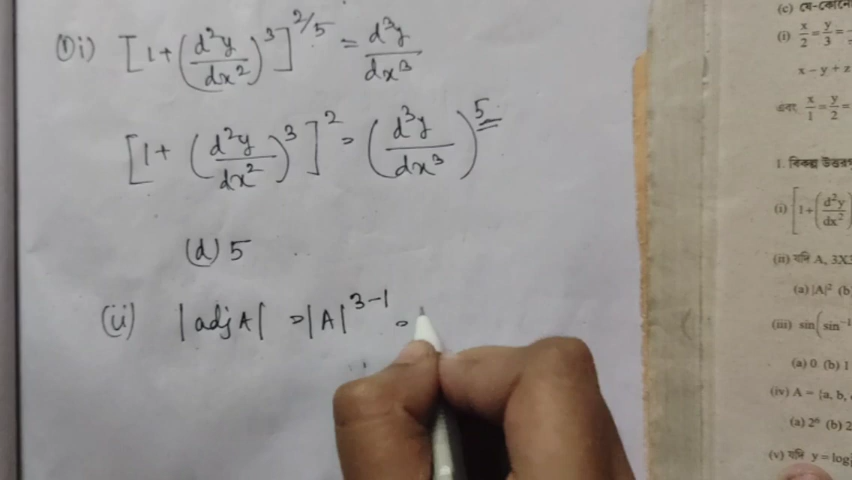 (i) [1+(d²y/dx²)³]^2/5 = d³y/dx³
[1+(d²y/dx²)³]² = (d³y/dx³)^5
(d) 5
(ii) |adj A| = |A|^3-1 =
(c) যে-কোনো
(i) x/2 = y/3 =
x - y + z
এবং x/1 = y/2 =
1. বিকল্প উত্তরগু
(i) [1+(d²y/dx²)
(ii) যদি A, 3X3
(a) |A|² (b)
(iii) sin(sin⁻¹
(a) 0 (b) 1
(iv) A = {a, b,
(a) 2⁶ (b) 2
(v) যদি y = log